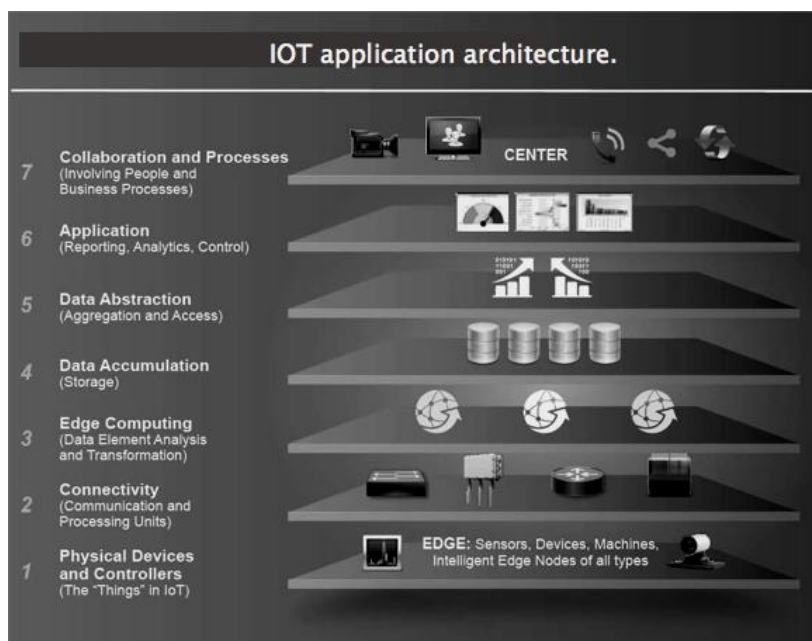 IOT application architecture.
7
Collaboration and Processes
(Involving People and
Business Processes)
CENTER
6
Application
(Reporting, Analytics, Control)
5
Data Abstraction
(Aggregation and Access)
4
Data Accumulation
(Storage)
3
Edge Computing
(Data Element Analysis
and Transformation)
2
Connectivity
(Communication and
Processing Units)
1
Physical Devices
and Controllers
(The "Things" in IoT)
EDGE: Sensors, Devices, Machines,
Intelligent Edge Nodes of all types